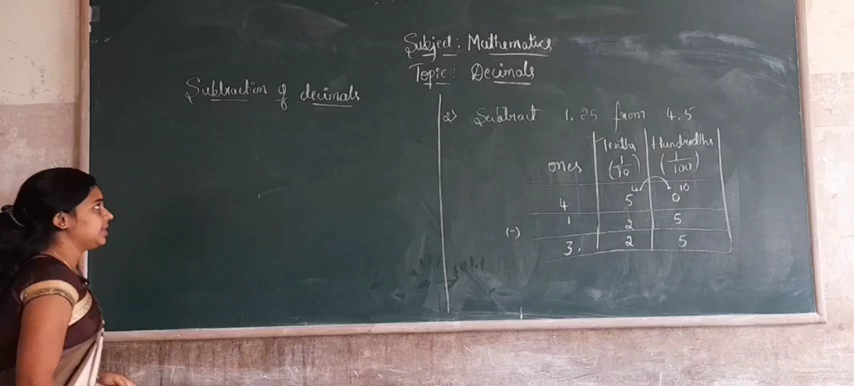 Subject: Mathematics
Topic: Decimals
Subtraction of decimals
2) Subtract 1.25 from 4.5
ones Tenths (1/10) Hundredths (1/100)
4 10
4 5 0
(-) 1 2 5
3. 2 5